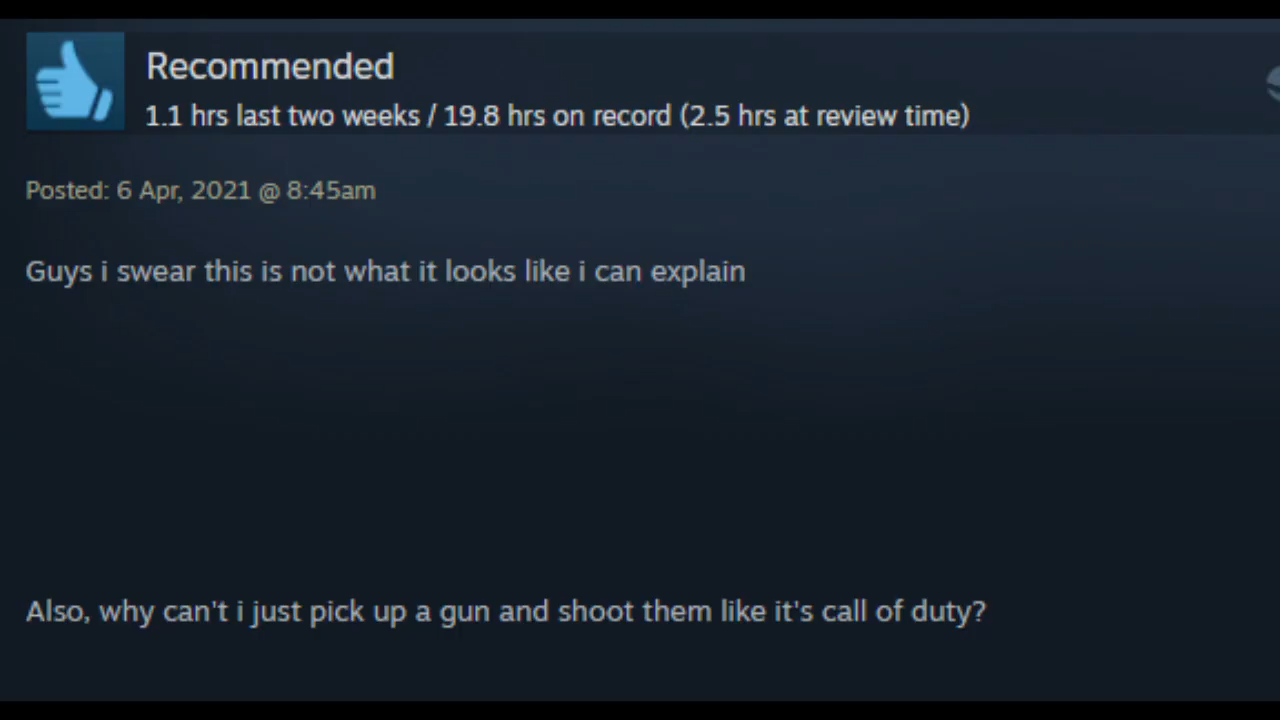 Recommended
1.1 hrs last two weeks / 19.8 hrs on record (2.5 hrs at review time)
Posted: 6 Apr, 2021 @ 8:45am
Guys i swear this is not what it looks like i can explain
Also, why can't i just pick up a gun and shoot them like it's call of duty?